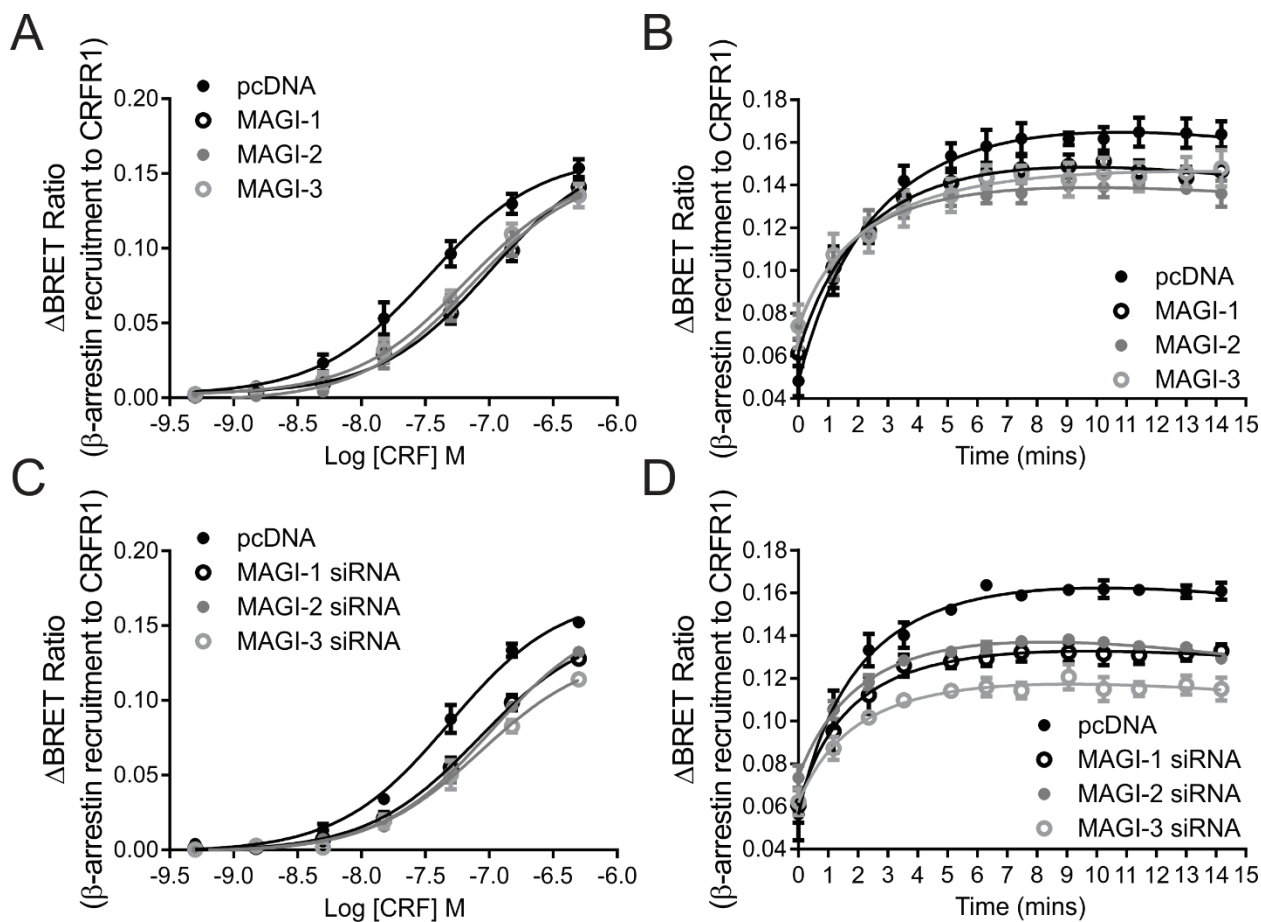 A
ΔBRET Ratio
(β-arrestin recruitment to CRFR1)
0.20
0.15
0.10
0.05
0.00
pcDNA
MAGI-1
MAGI-2
MAGI-3
-9.5 -9.0 -8.5 -8.0 -7.5 -7.0 -6.5 -6.0
Log [CRF] M
B
ΔBRET Ratio
(β-arrestin recruitment to CRFR1)
0.18
0.16
0.14
0.12
0.10
0.08
0.06
0.04
pcDNA
MAGI-1
MAGI-2
MAGI-3
0 1 2 3 4 5 6 7 8 9 10 11 12 13 14 15
Time (mins)
C
ΔBRET Ratio
(β-arrestin recruitment to CRFR1)
0.20
0.15
0.10
0.05
0.00
pcDNA
MAGI-1 siRNA
MAGI-2 siRNA
MAGI-3 siRNA
-9.5 -9.0 -8.5 -8.0 -7.5 -7.0 -6.5 -6.0
Log [CRF] M
D
ΔBRET Ratio
(β-arrestin recruitment to CRFR1)
0.18
0.16
0.14
0.12
0.10
0.08
0.06
0.04
pcDNA
MAGI-1 siRNA
MAGI-2 siRNA
MAGI-3 siRNA
0 1 2 3 4 5 6 7 8 9 10 11 12 13 14 15
Time (mins)